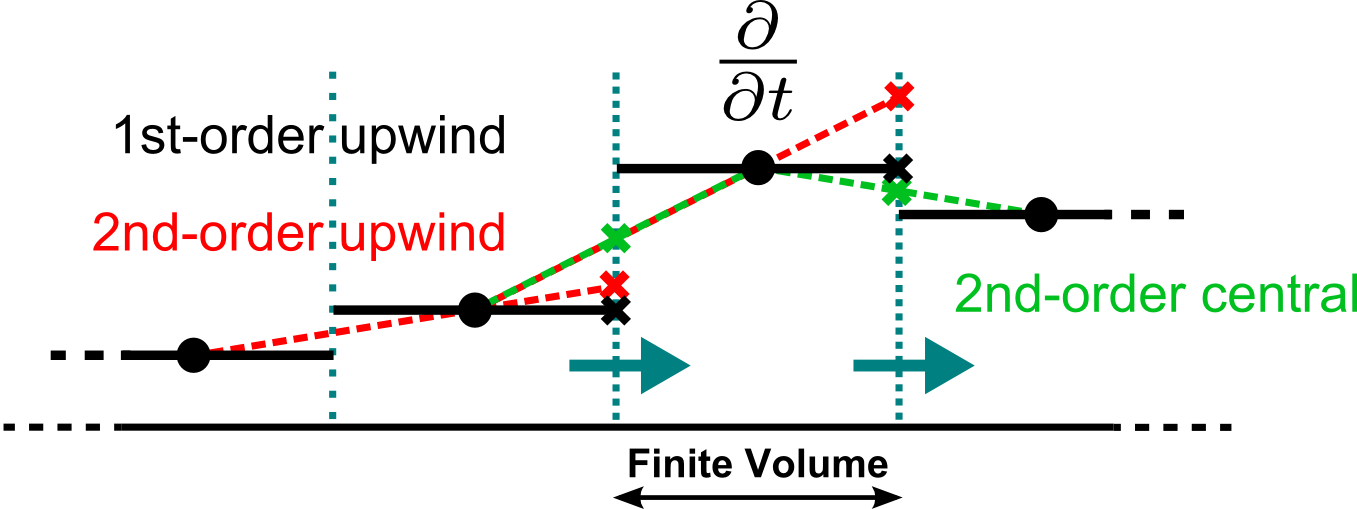 ∂
∂t
1st-order upwind
2nd-order upwind
2nd-order central
Finite Volume